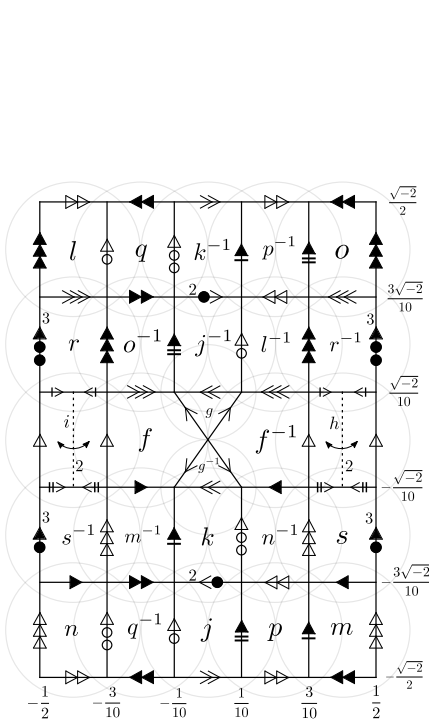 √-2/2
l q k⁻¹ p⁻¹ o
2 3√-2/10
3 3
r o⁻¹ j⁻¹ l⁻¹ r⁻¹
√-2/10
i g h
f f⁻¹
2 g⁻¹ 2
-√-2/10
3 3
s⁻¹ m⁻¹ k n⁻¹ s
2 -3√-2/10
n q⁻¹ j p m
-√-2/2
-1/2 -3/10 -1/10 1/10 3/10 1/2